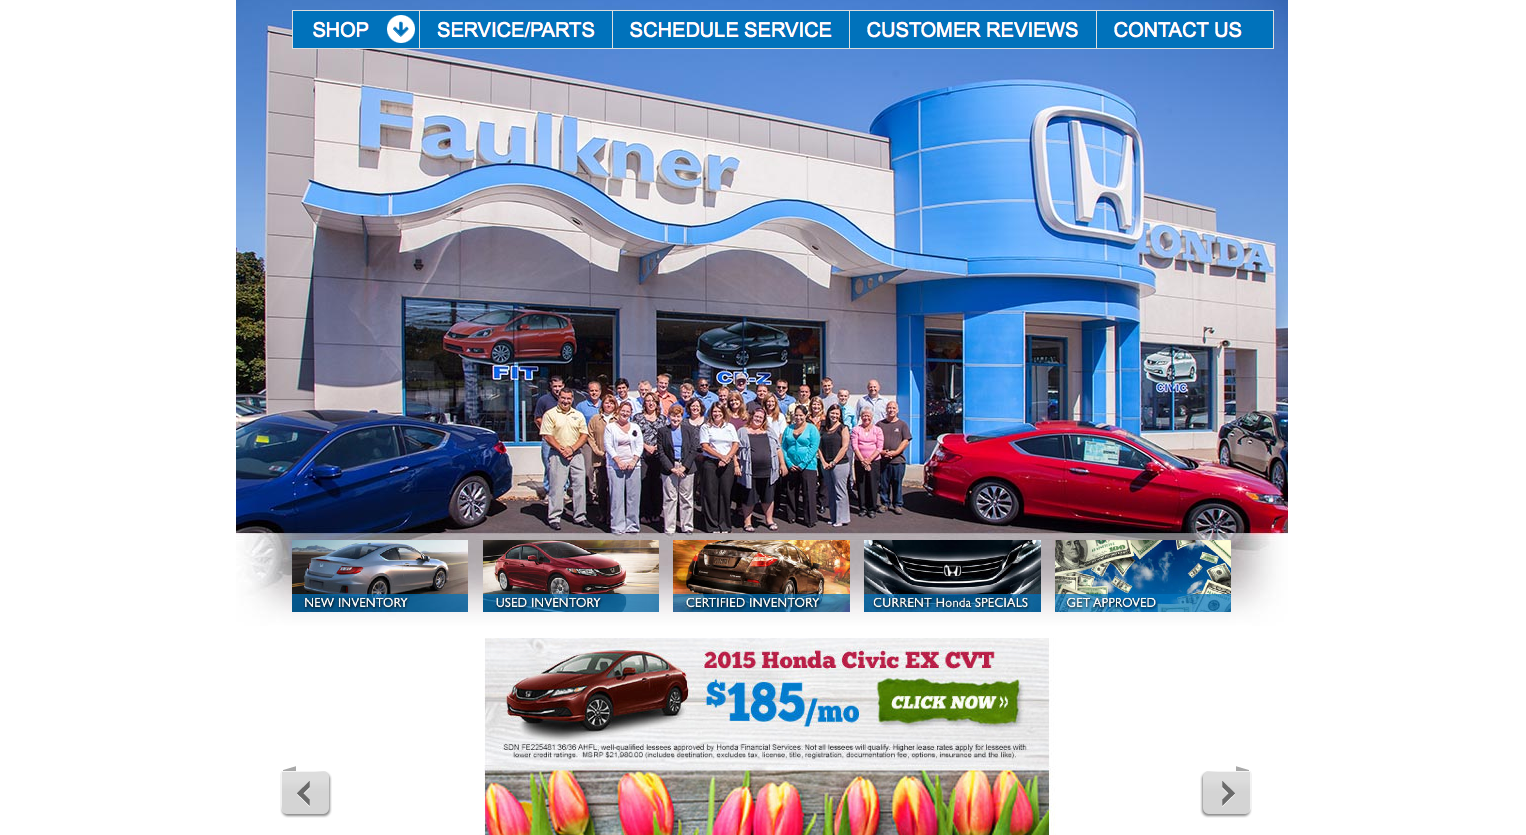 SHOP SERVICE/PARTS SCHEDULE SERVICE CUSTOMER REVIEWS CONTACT US
Faulkner
HONDA
FIT
CR-Z
CIVIC
NEW INVENTORY
USED INVENTORY
CERTIFIED INVENTORY
CURRENT Honda SPECIALS
GET APPROVED
2015 Honda Civic EX CVT
$185/mo
CLICK NOW »
SDN FE225481 36/36 AHFL, well-qualified lessees approved by Honda Financial Services. Not all lessees will qualify. Higher lease rates apply for lessees with
lower credit ratings. MSRP $21,980.00 (includes destination, excludes tax, license, title, registration, documentation fee, options, insurance and the like).